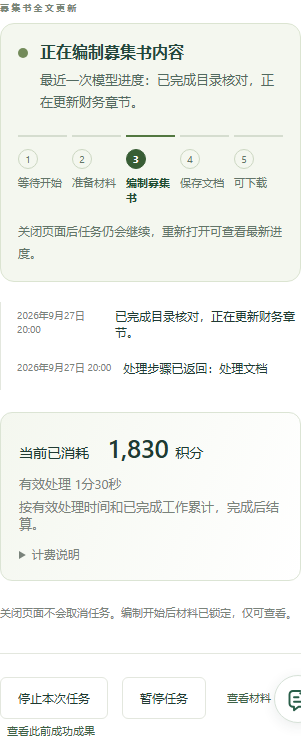 募集书全文更新
正在编制募集书内容
最近一次模型进度：已完成目录核对，正
在更新财务章节。
1 2 3 4 5
等待开始 准备材料 编制募集书 保存文档 可下载
关闭页面后任务仍会继续，重新打开可查看最新进
度。
2026年9月27日 20:00 已完成目录核对，正在更新财务章
节。
2026年9月27日 20:00 处理步骤已返回：处理文档
当前已消耗 1,830 积分
有效处理 1分30秒
按有效处理时间和已完成工作累计，完成后结
算。
计费说明
关闭页面不会取消任务。编制开始后材料已锁定，仅可查看。
停止本次任务 暂停任务 查看材料
查看此前成功成果